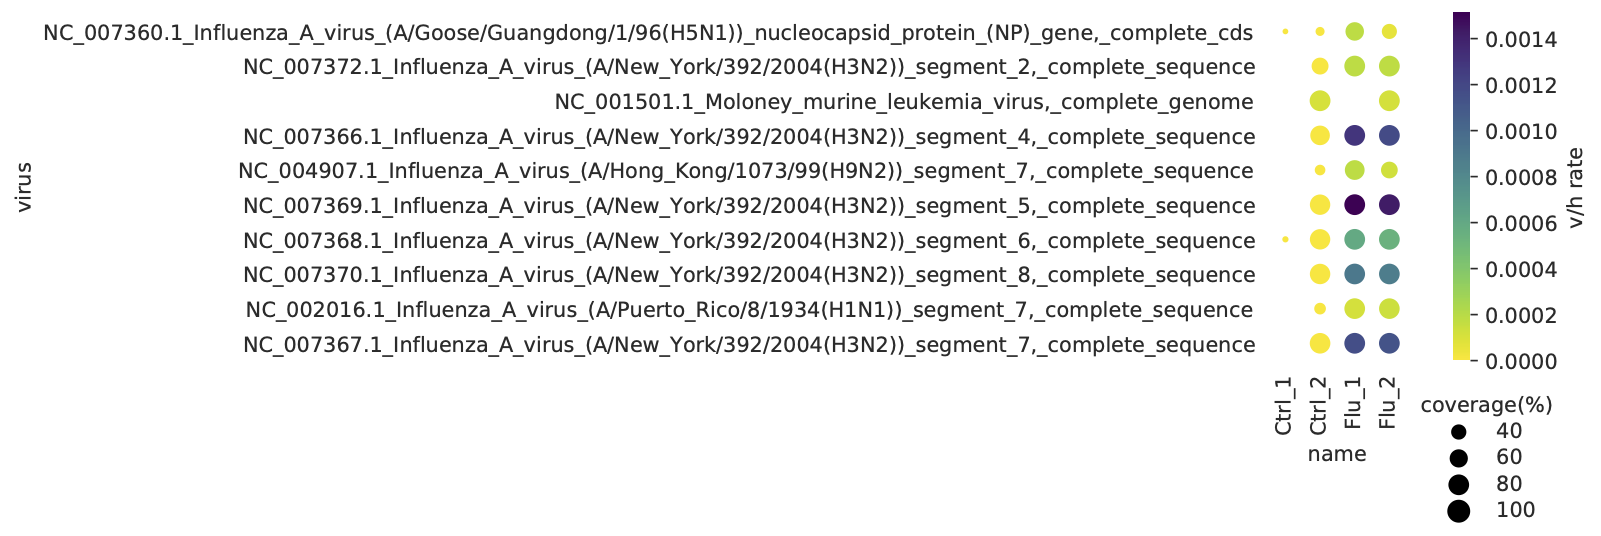 NC_007360.1_Influenza_A_virus_(A/Goose/Guangdong/1/96(H5N1))_nucleocapsid_protein_(NP)_gene,_complete_cds
NC_007372.1_Influenza_A_virus_(A/New_York/392/2004(H3N2))_segment_2,_complete_sequence
NC_001501.1_Moloney_murine_leukemia_virus,_complete_genome
NC_007366.1_Influenza_A_virus_(A/New_York/392/2004(H3N2))_segment_4,_complete_sequence
NC_004907.1_Influenza_A_virus_(A/Hong_Kong/1073/99(H9N2))_segment_7,_complete_sequence
NC_007369.1_Influenza_A_virus_(A/New_York/392/2004(H3N2))_segment_5,_complete_sequence
NC_007368.1_Influenza_A_virus_(A/New_York/392/2004(H3N2))_segment_6,_complete_sequence
NC_007370.1_Influenza_A_virus_(A/New_York/392/2004(H3N2))_segment_8,_complete_sequence
NC_002016.1_Influenza_A_virus_(A/Puerto_Rico/8/1934(H1N1))_segment_7,_complete_sequence
NC_007367.1_Influenza_A_virus_(A/New_York/392/2004(H3N2))_segment_7,_complete_sequence
virus
Ctrl_1
Ctrl_2
Flu_1
Flu_2
name
0.0014
0.0012
0.0010
0.0008
0.0006
0.0004
0.0002
0.0000
v/h rate
coverage(%)
40
60
80
100